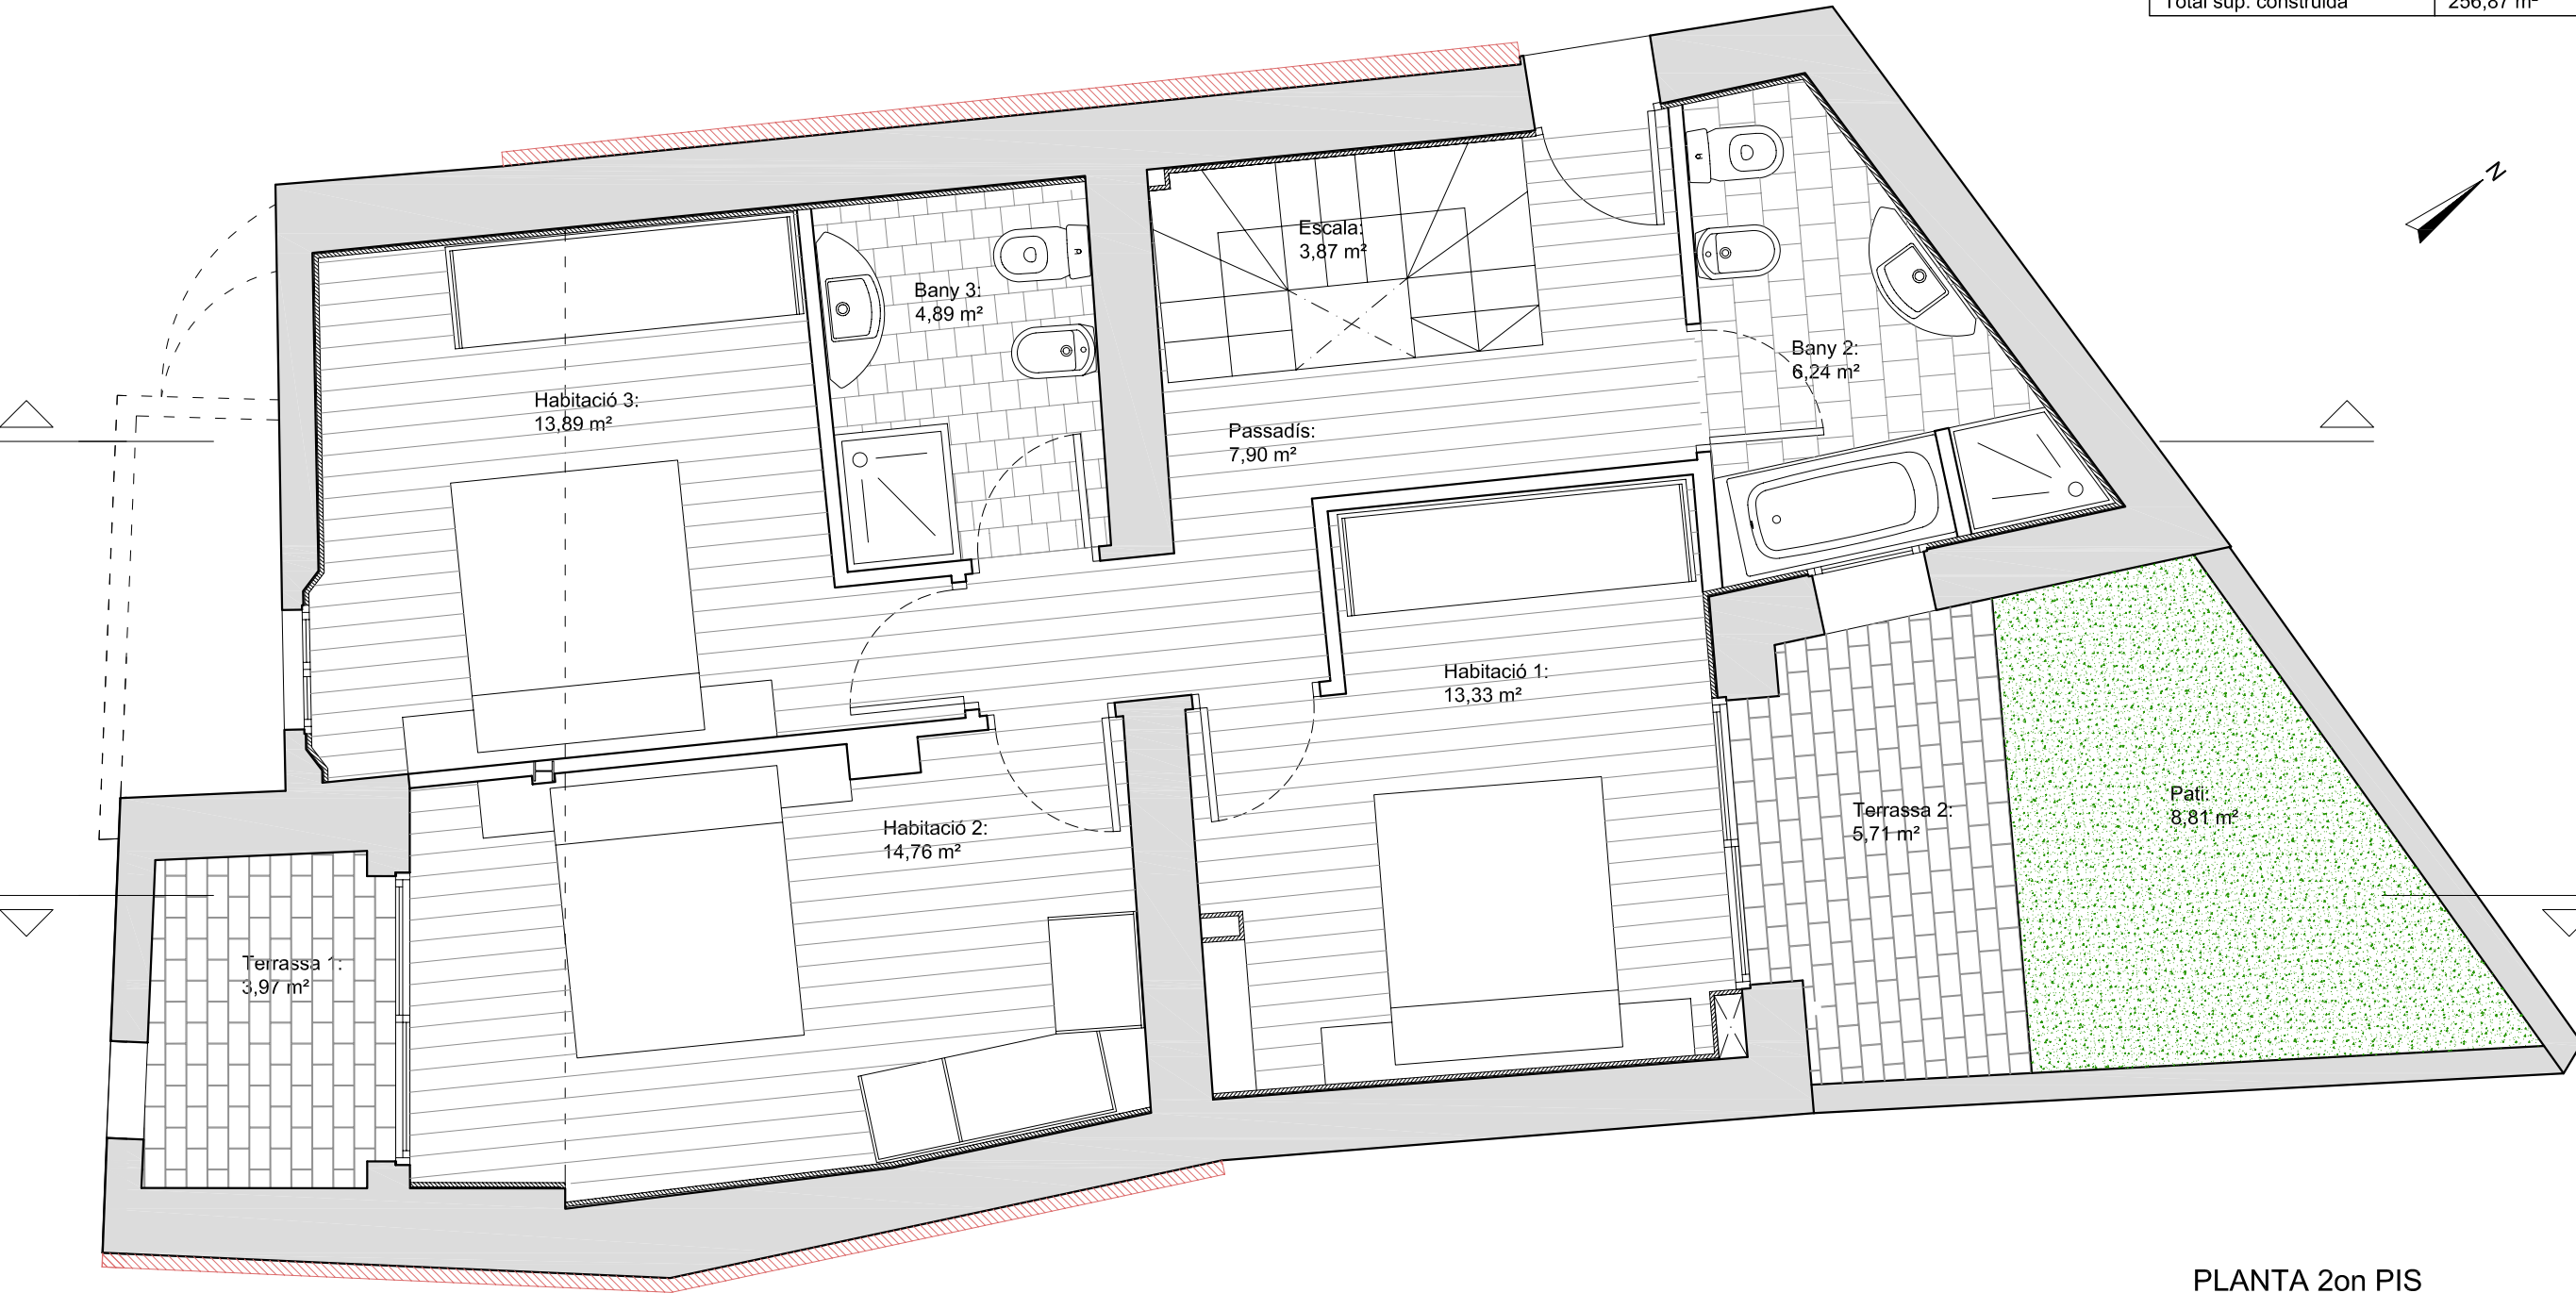 Total sup. construïda 256,87 m²
N
Escala:
3,87 m²
Bany 3:
4,89 m²
Bany 2:
6,24 m²
Habitació 3:
13,89 m²
Passadís:
7,90 m²
Habitació 1:
13,33 m²
Pati:
8,81 m²
Terrassa 2:
5,71 m²
Habitació 2:
14,76 m²
Terrassa 1:
3,97 m²
PLANTA 2on PIS